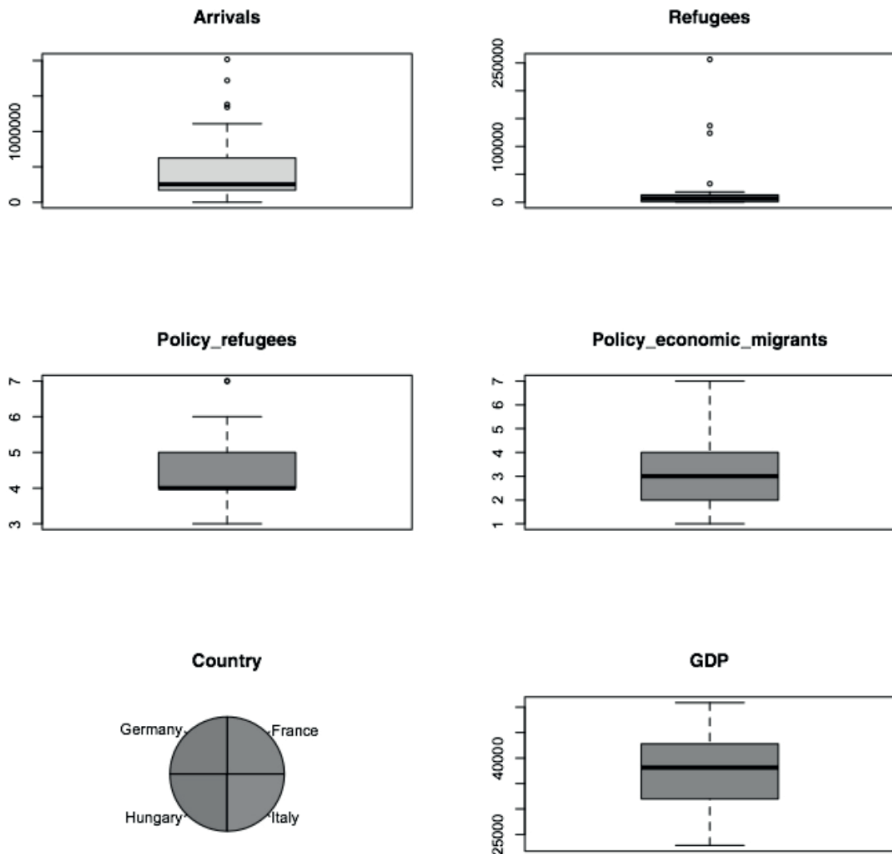 Arrivals
1000000
0
Refugees
250000
100000
0
Policy_refugees
7
6
5
4
3
Policy_economic_migrants
7
6
5
4
3
2
1
Country
Germany
France
Hungary
Italy
GDP
40000
25000